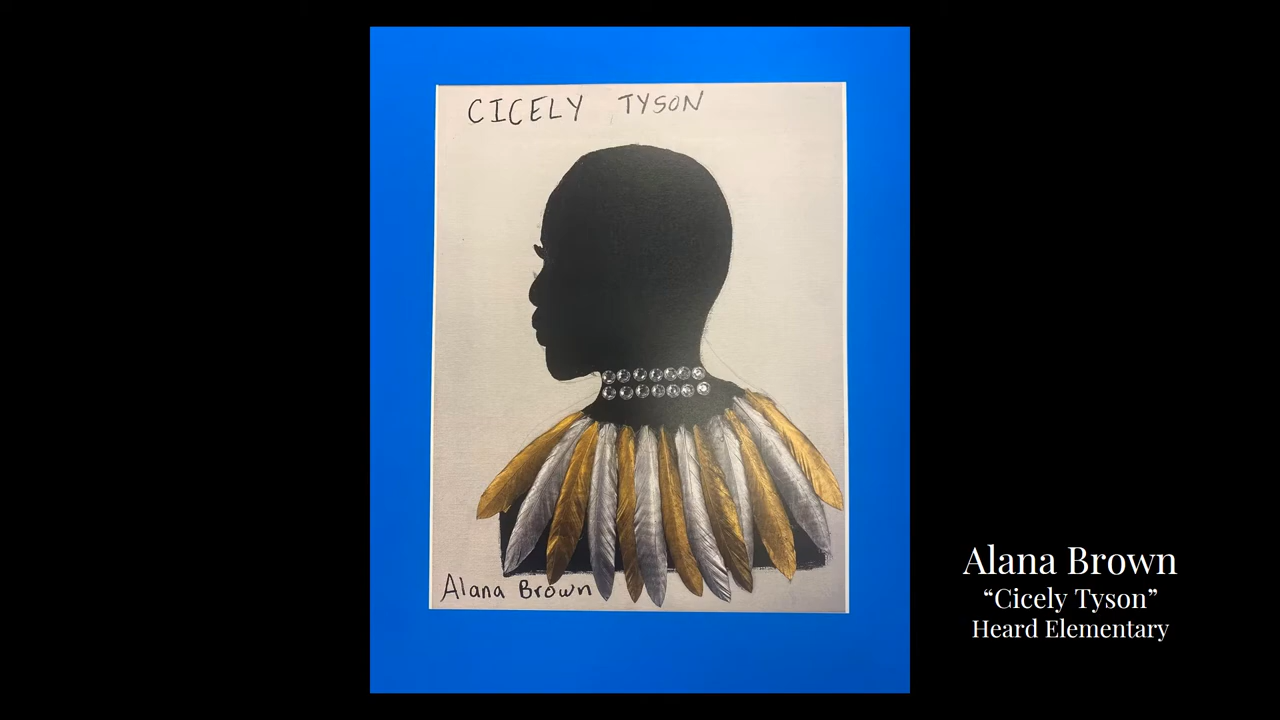 CICELY TYSON
Alana Brown
Alana Brown
“Cicely Tyson”
Heard Elementary